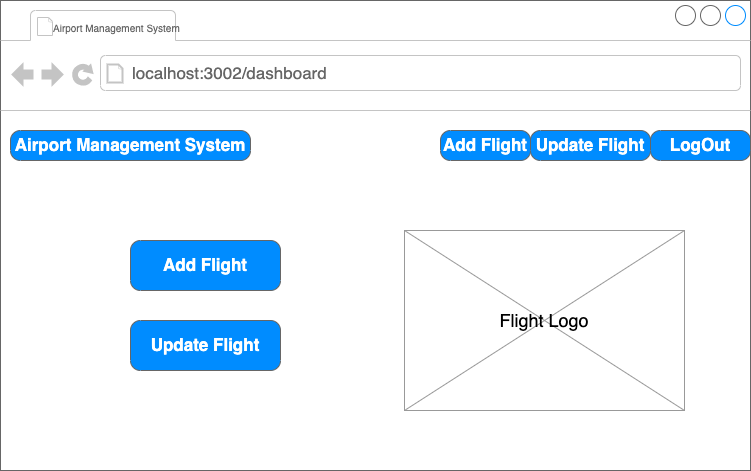 Airport Management System
localhost:3002/dashboard
Airport Management System
Add Flight
Update Flight
LogOut
Add Flight
Update Flight
Flight Logo